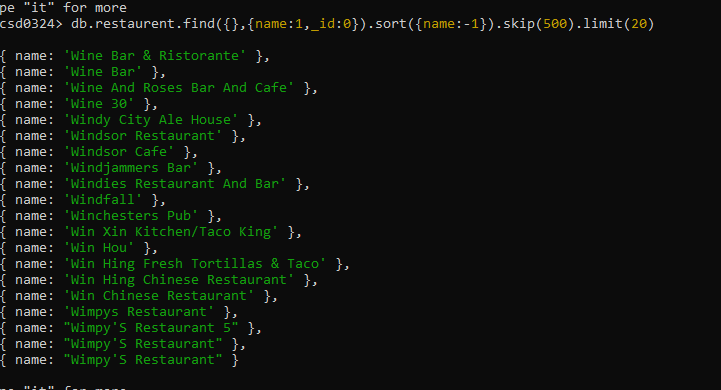 pe "it" for more
csd0324> db.restaurent.find({},{name:1,_id:0}).sort({name:-1}).skip(500).limit(20)
{ name: 'Wine Bar & Ristorante' },
{ name: 'Wine Bar' },
{ name: 'Wine And Roses Bar And Cafe' },
{ name: 'Wine 30' },
{ name: 'Windy City Ale House' },
{ name: 'Windsor Restaurant' },
{ name: 'Windsor Cafe' },
{ name: 'Windjammers Bar' },
{ name: 'Windies Restaurant And Bar' },
{ name: 'Windfall' },
{ name: 'Winchesters Pub' },
{ name: 'Win Xin Kitchen/Taco King' },
{ name: 'Win Hou' },
{ name: 'Win Hing Fresh Tortillas & Taco' },
{ name: 'Win Hing Chinese Restaurant' },
{ name: 'Win Chinese Restaurant' },
{ name: 'Wimpys Restaurant' },
{ name: "Wimpy'S Restaurant 5" },
{ name: "Wimpy'S Restaurant" },
{ name: "Wimpy'S Restaurant" }
pe "it" for more